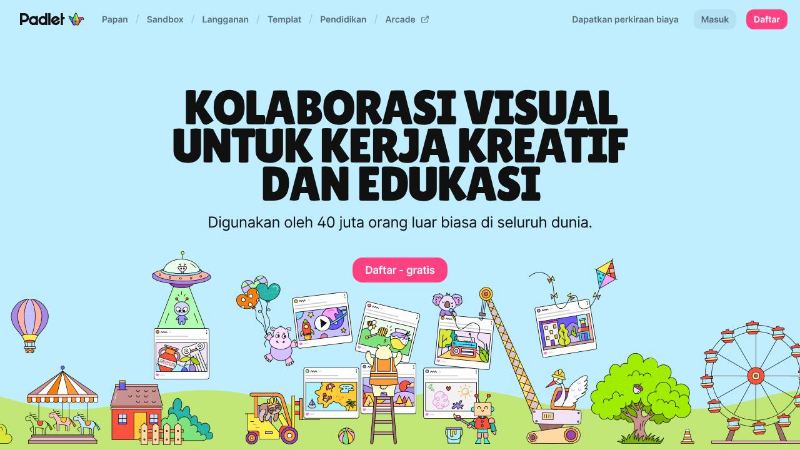 Padlet
Papan / Sandbox / Langganan / Templat / Pendidikan / Arcade
Dapatkan perkiraan biaya
Masuk
Daftar
KOLABORASI VISUAL
UNTUK KERJA KREATIF
DAN EDUKASI
Digunakan oleh 40 juta orang luar biasa di seluruh dunia.
Daftar - gratis